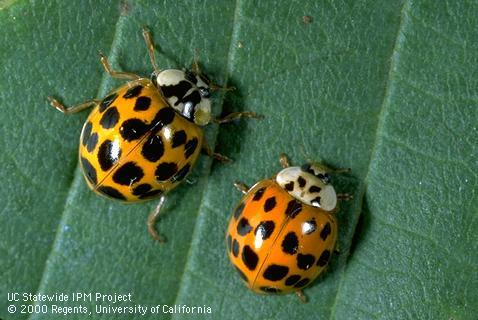 UC Statewide IPM Project
© 2000 Regents, University of California